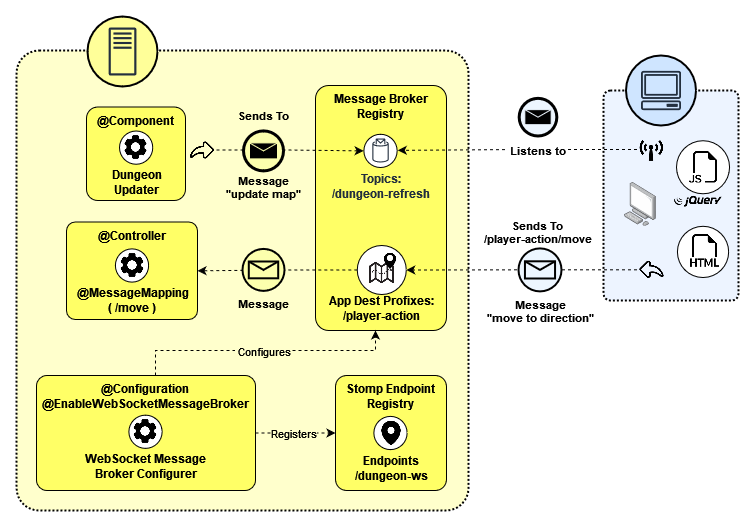 @Component
Dungeon
Updater
Sends To
Message
"update map"
Message Broker
Registry
Topics:
/dungeon-refresh
Listens to
JS
jQuery
@Controller
@MessageMapping
( /move )
Message
App Dest Profixes:
/player-action
Sends To
/player-action/move
Message
"move to direction"
HTML
Configures
@Configuration
@EnableWebSocketMessageBroker
WebSocket Message
Broker Configurer
Registers
Stomp Endpoint
Registry
Endpoints
/dungeon-ws